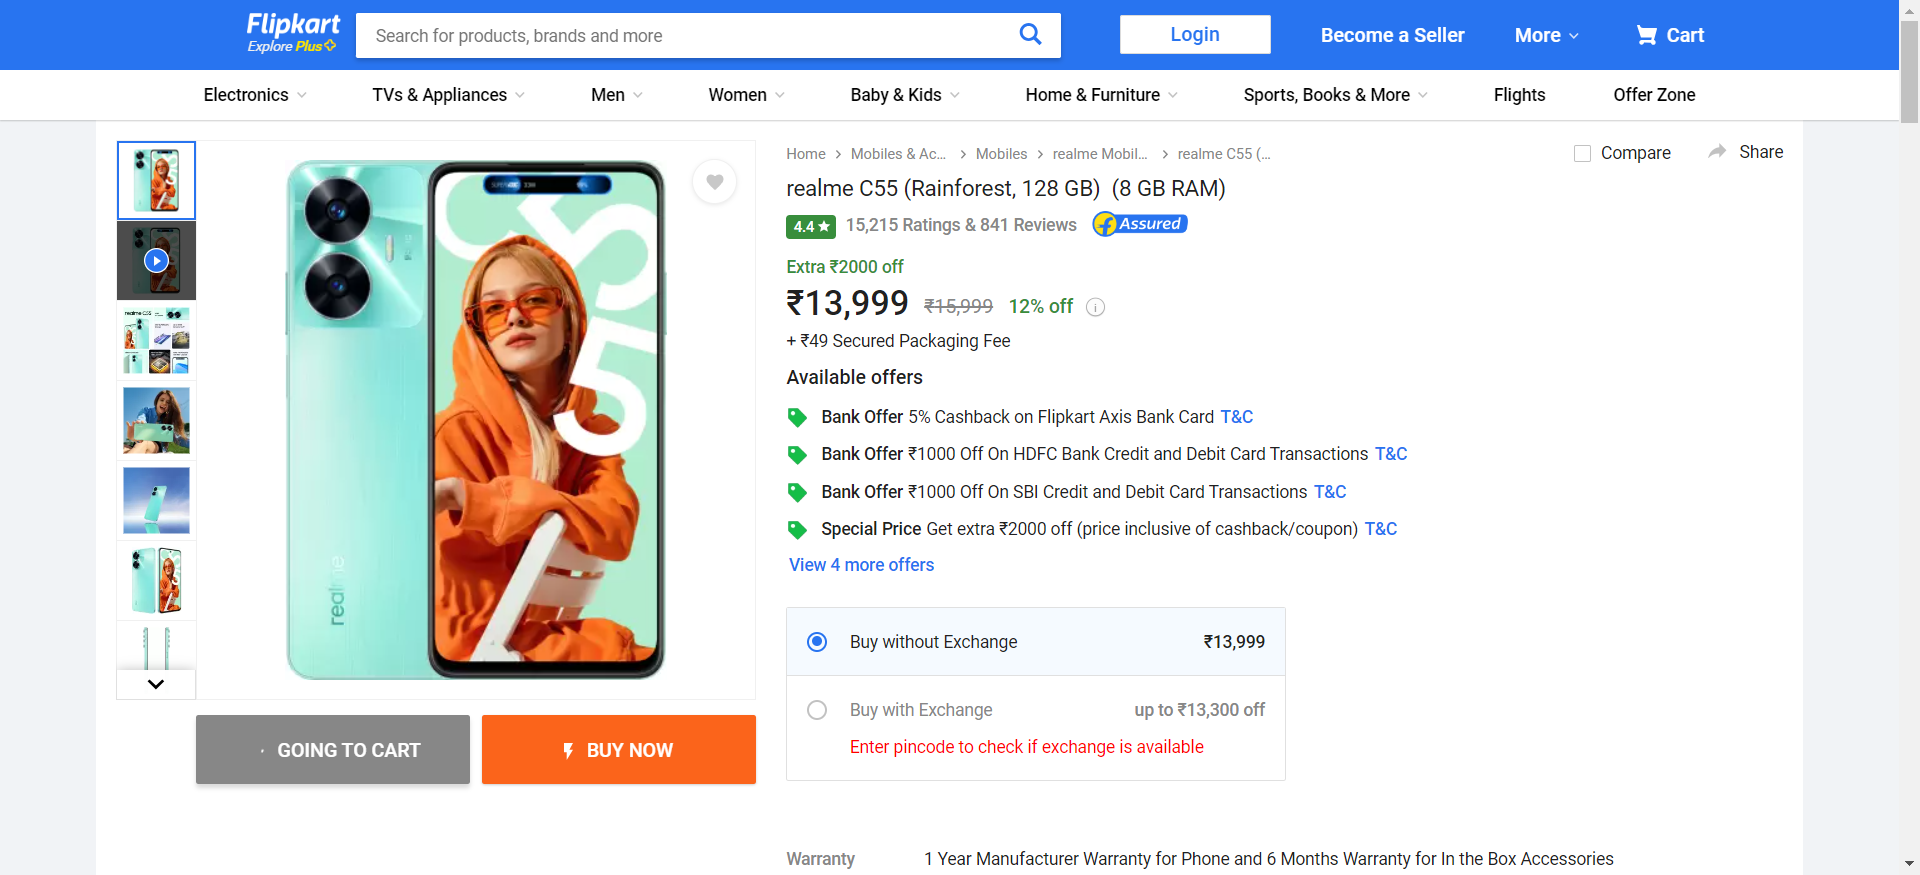 Flipkart
Explore Plus
Search for products, brands and more
Login
Become a Seller
More
Cart
Electronics
TVs & Appliances
Men
Women
Baby & Kids
Home & Furniture
Sports, Books & More
Flights
Offer Zone
Home
Mobiles & Ac...
Mobiles
realme Mobil...
realme C55 (...
Compare
Share
realme C55 (Rainforest, 128 GB)  (8 GB RAM)
4.4 ★
15,215 Ratings & 841 Reviews
Assured
Extra ₹2000 off
₹13,999 ₹15,999 12% off
+ ₹49 Secured Packaging Fee
Available offers
Bank Offer 5% Cashback on Flipkart Axis Bank Card T&C
Bank Offer ₹1000 Off On HDFC Bank Credit and Debit Card Transactions T&C
Bank Offer ₹1000 Off On SBI Credit and Debit Card Transactions T&C
Special Price Get extra ₹2000 off (price inclusive of cashback/coupon) T&C
View 4 more offers
Buy without Exchange ₹13,999
Buy with Exchange up to ₹13,300 off
Enter pincode to check if exchange is available
realme C55
C55
realme
GOING TO CART
BUY NOW
Warranty
1 Year Manufacturer Warranty for Phone and 6 Months Warranty for In the Box Accessories